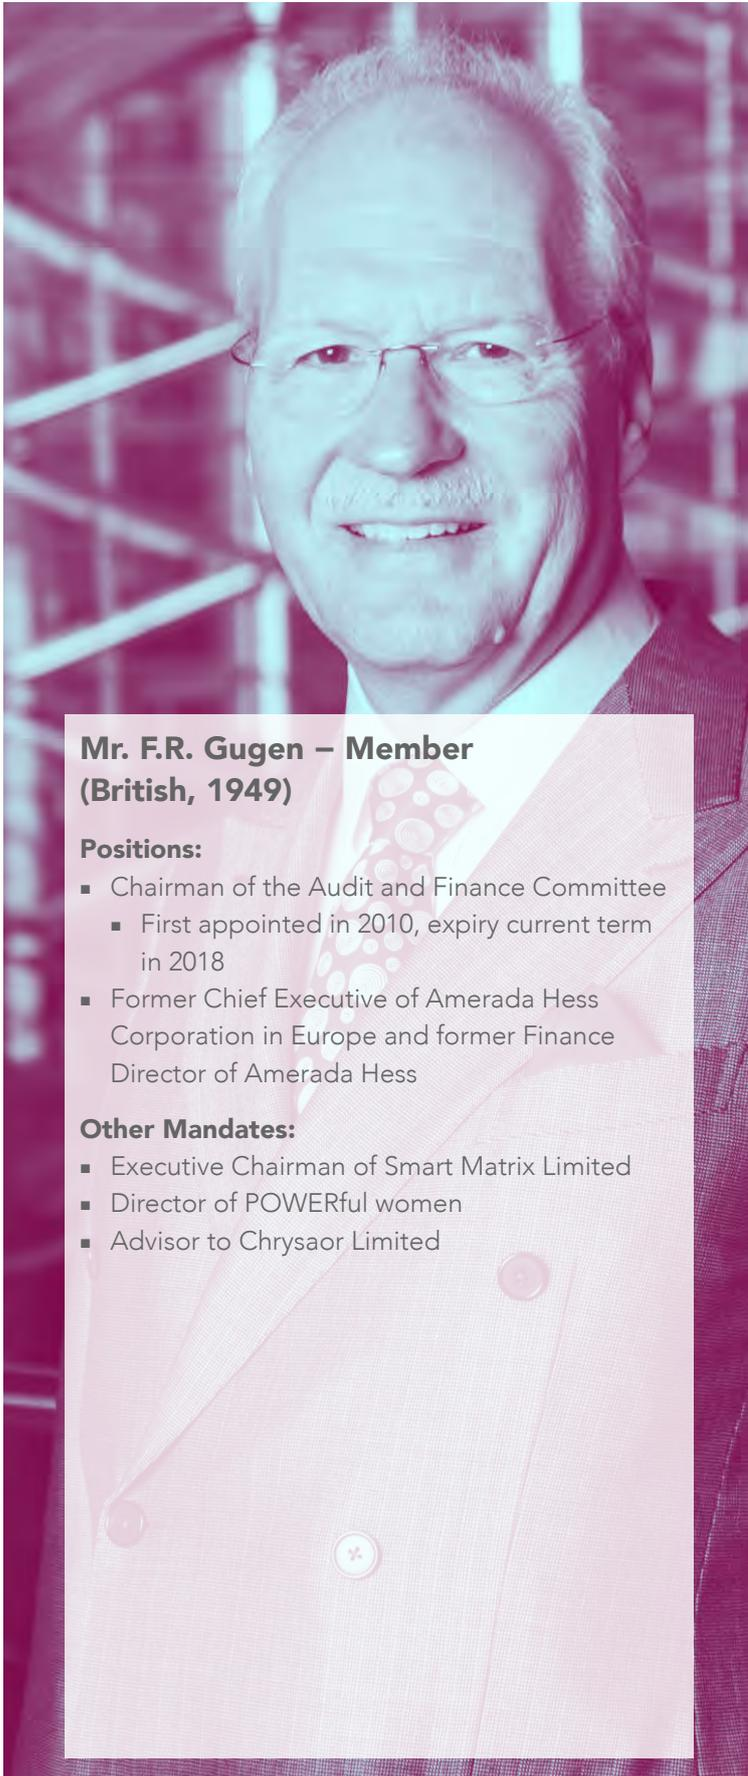 Mr. F.R. Gugen – Member
(British, 1949)
Positions:
▪ Chairman of the Audit and Finance Committee
▪ First appointed in 2010, expiry current term
in 2018
▪ Former Chief Executive of Amerada Hess
Corporation in Europe and former Finance
Director of Amerada Hess
Other Mandates:
▪ Executive Chairman of Smart Matrix Limited
▪ Director of POWERful women
▪ Advisor to Chrysaor Limited